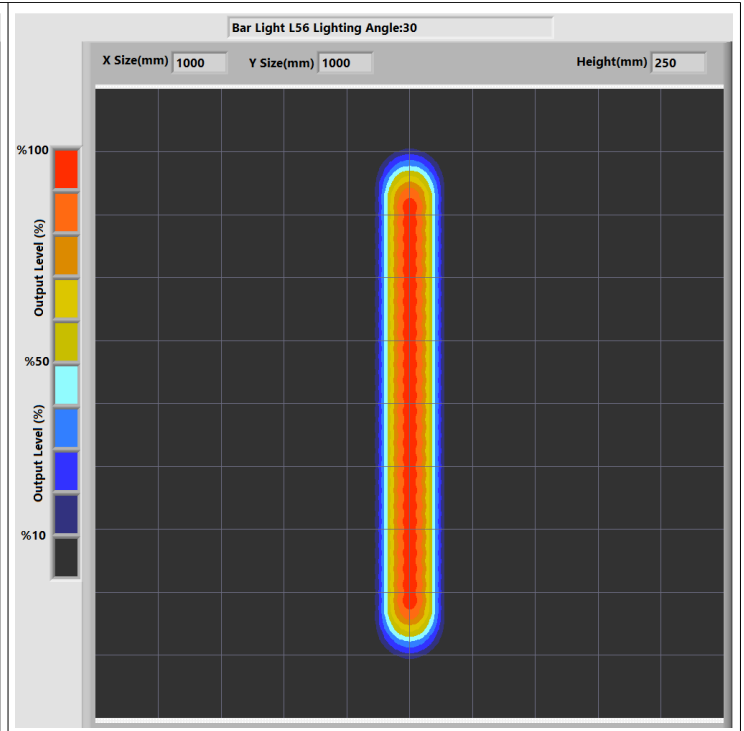 Bar Light L56 Lighting Angle:30
X Size(mm) 1000 Y Size(mm) 1000 Height(mm) 250
%100
Output Level (%)
%50
Output Level (%)
%10